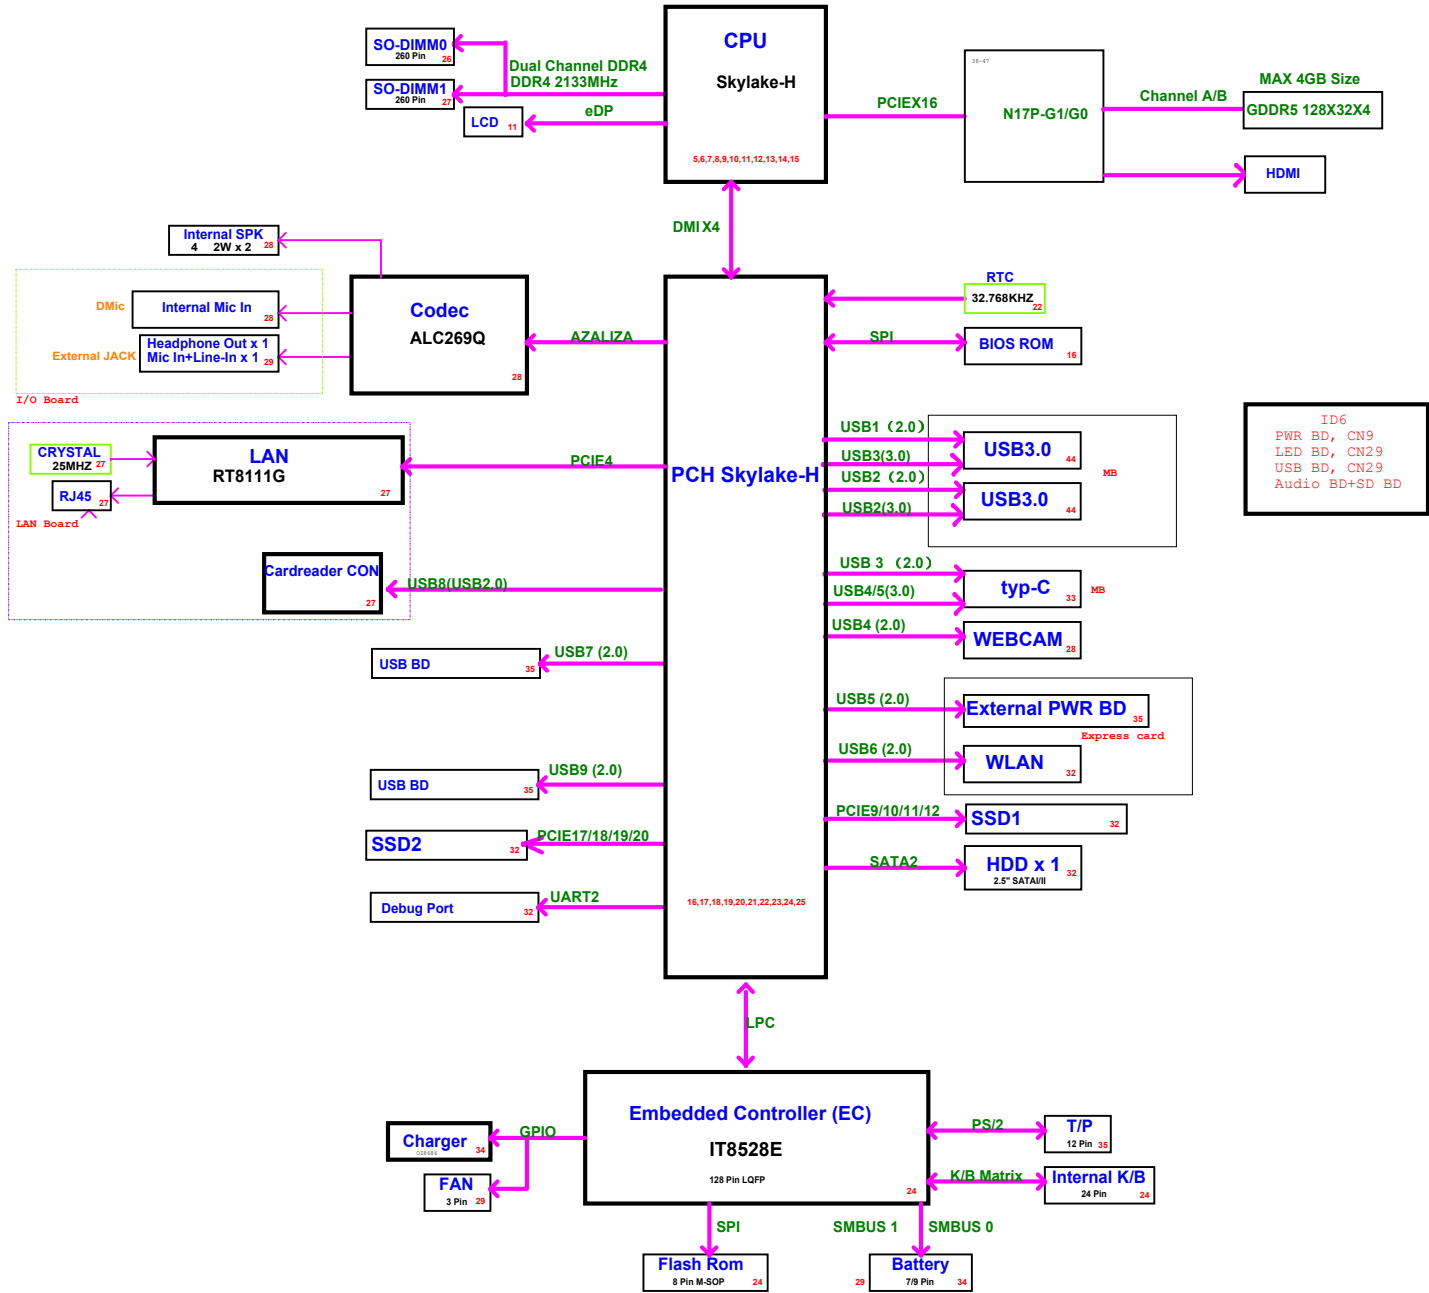 CPU
Skylake-H
5,6,7,8,9,10,11,12,13,14,15
SO-DIMM0
260 Pin
26
SO-DIMM1
260 Pin
27
Dual Channel DDR4
DDR4 2133MHz
LCD 11
eDP
PCIEX16
38-47
N17P-G1/G0
Channel A/B
MAX 4GB Size
GDDR5 128X32X4
HDMI
DMI X4
Internal SPK
4 2W x 2 28
DMic
Internal Mic In
28
External JACK
Headphone Out x 1
Mic In+Line-In x 1 29
I/O Board
Codec
ALC269Q
28
AZALIZA
RTC
32.768KHZ
22
SPI
BIOS ROM
16
CRYSTAL
25MHZ 27
RJ45
27
LAN Board
LAN
RT8111G
27
PCIE4
Cardreader CON
27
USB8(USB2.0)
PCH Skylake-H
16,17,18,19,20,21,22,23,24,25
USB1（2.0）
USB3(3.0)
USB3.0
44
USB2（2.0）
USB2(3.0)
USB3.0
44
MB
ID6
PWR BD, CN9
LED BD, CN29
USB BD, CN29
Audio BD+SD BD
USB 3 （2.0）
USB4/5(3.0)
typ-C
33
MB
USB4 (2.0)
WEBCAM
28
USB7 (2.0)
USB BD
35
USB5 (2.0)
External PWR BD
35
Express card
USB6 (2.0)
WLAN
32
USB9 (2.0)
USB BD
35
PCIE9/10/11/12
SSD1
32
PCIE17/18/19/20
SSD2
32
SATA2
HDD x 1
2.5" SATAI/II
32
UART2
Debug Port
32
LPC
Embedded Controller (EC)
IT8528E
128 Pin LQFP
24
GPIO
Charger
34
FAN
3 Pin 29
PS/2
T/P
12 Pin 35
K/B Matrix
Internal K/B
24 Pin 24
SPI
Flash Rom
8 Pin M-SOP 24
SMBUS 1
SMBUS 0
29
Battery
7/9 Pin 34